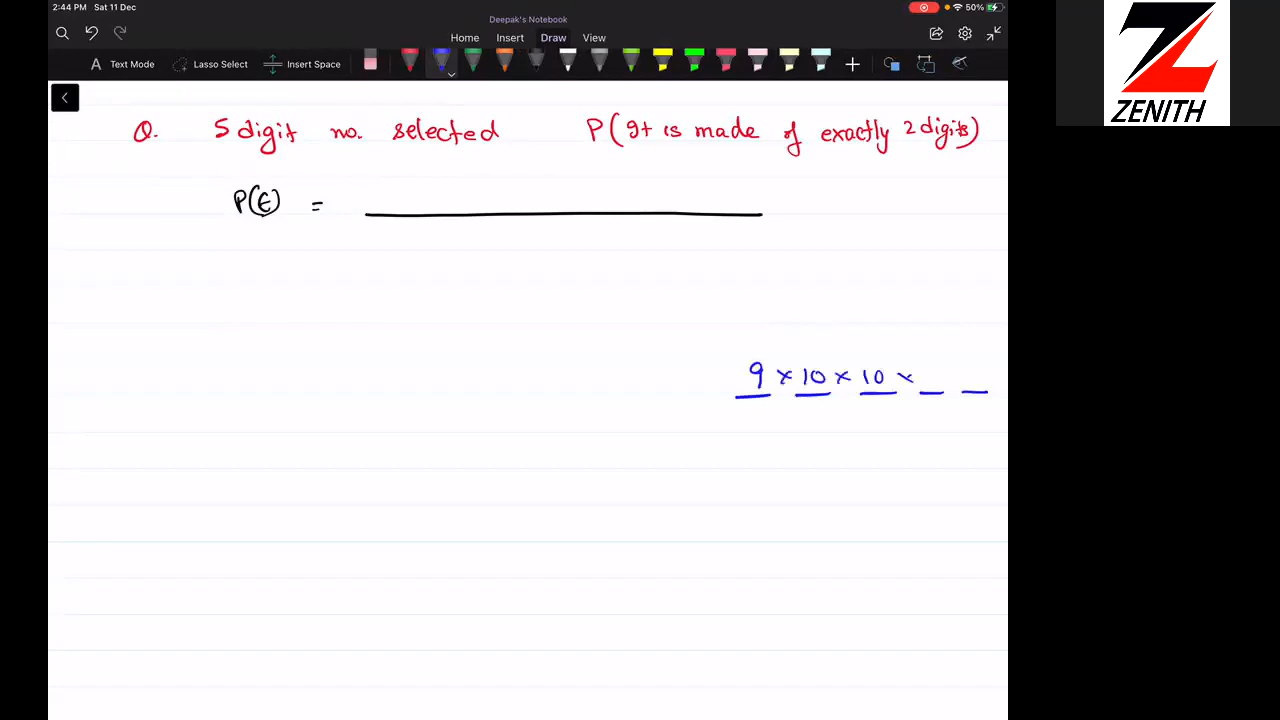 2:44 PM Sat 11 Dec
50%
Deepak's Notebook
Home Insert Draw View
A Text Mode Lasso Select Insert Space
Q. 5 digit no. selected P(It is made of exactly 2 digits)
P(E) =
9 × 10 × 10 ×
ZENITH